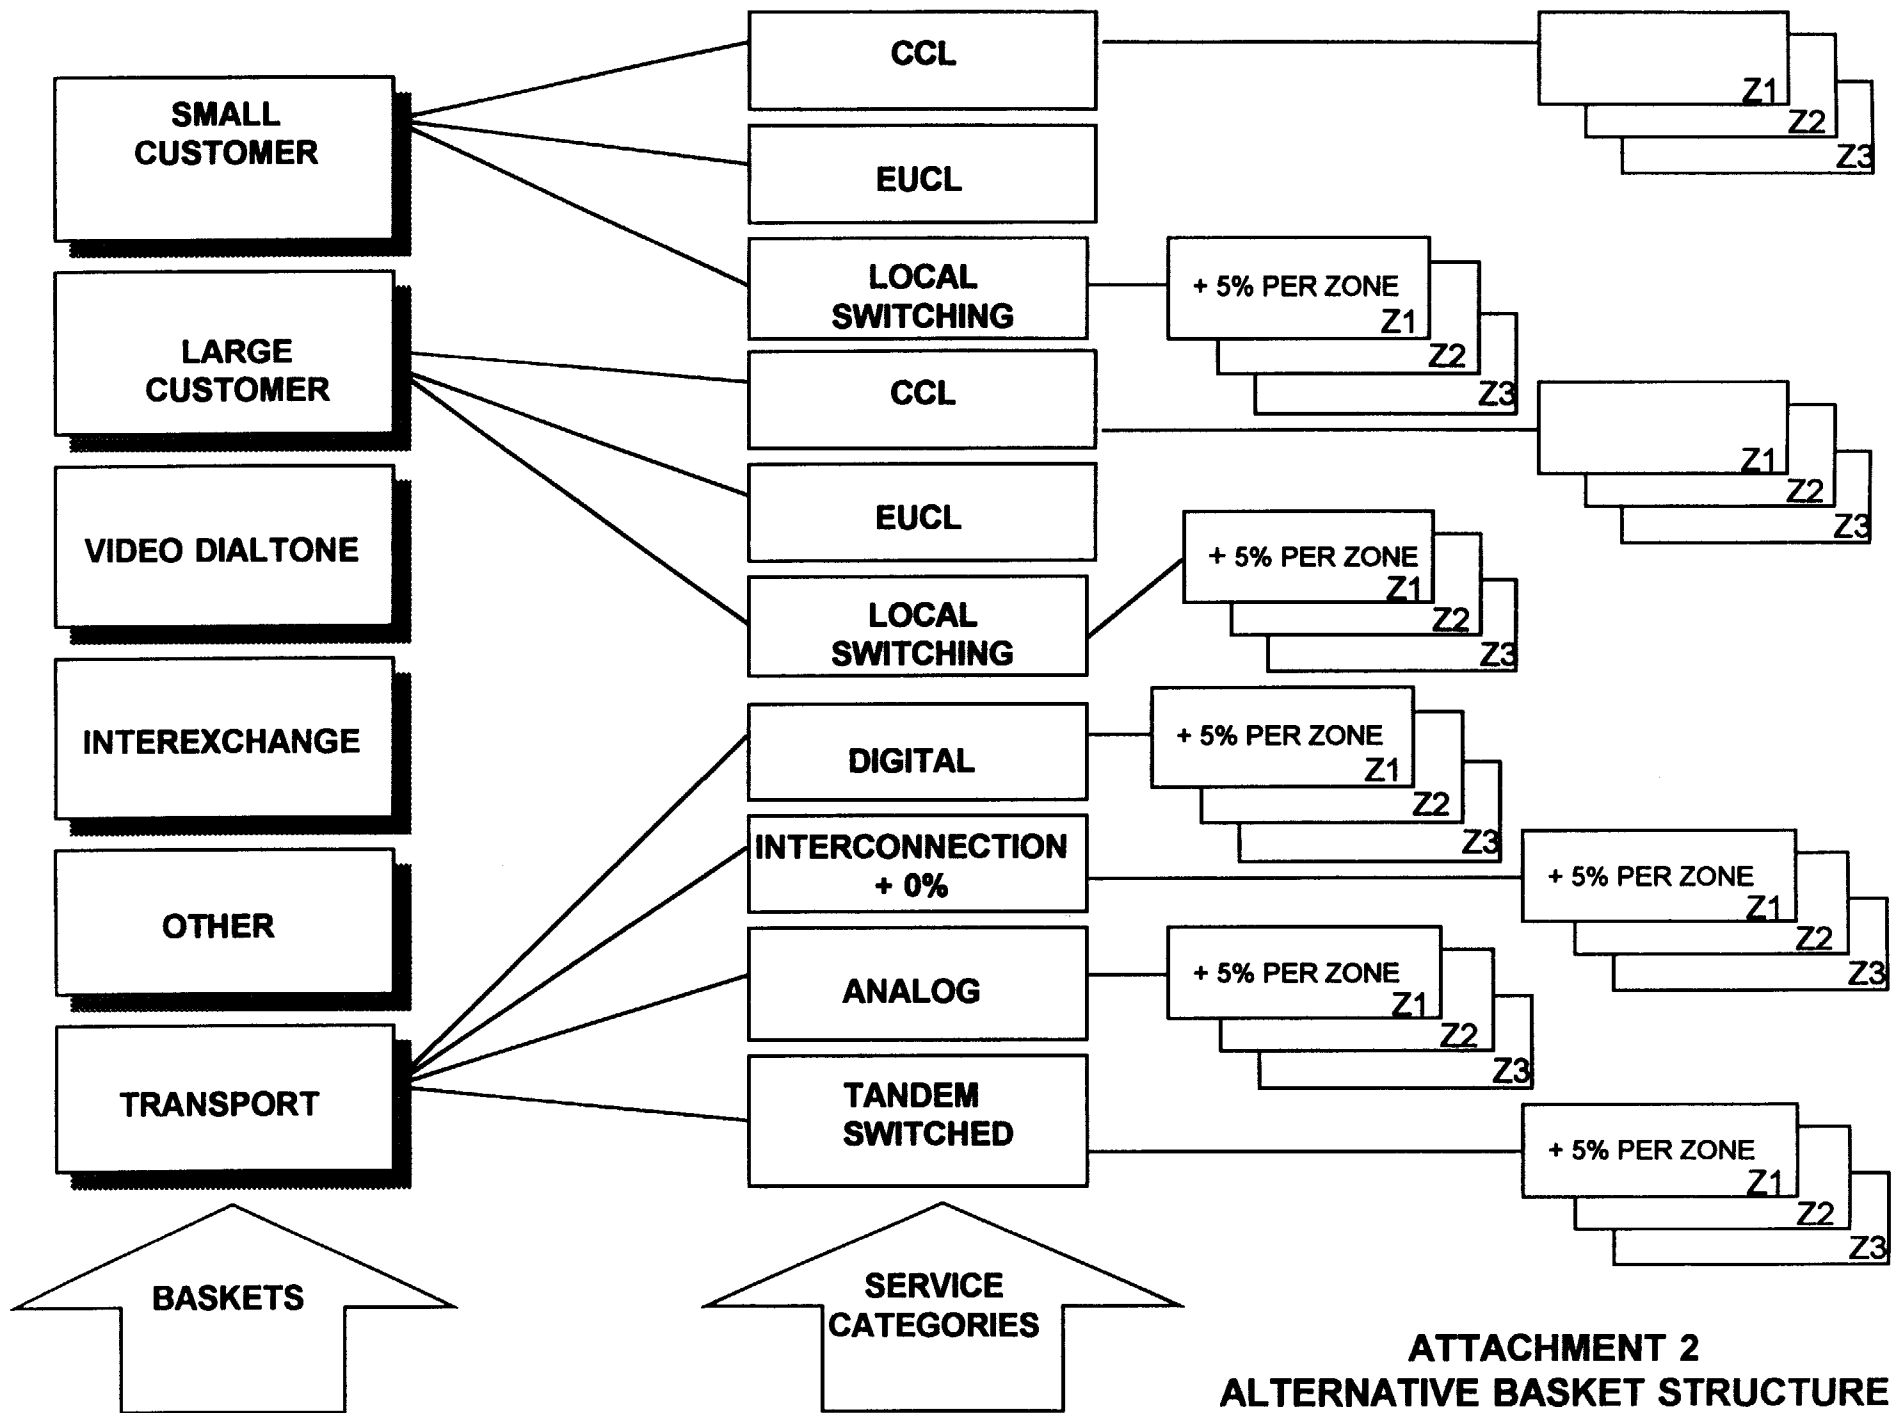 SMALL
CUSTOMER
LARGE
CUSTOMER
VIDEO DIALTONE
INTEREXCHANGE
OTHER
TRANSPORT
BASKETS
CCL
EUCL
LOCAL
SWITCHING
CCL
EUCL
LOCAL
SWITCHING
DIGITAL
INTERCONNECTION
+ 0%
ANALOG
TANDEM
SWITCHED
SERVICE
CATEGORIES
Z1
Z2
Z3
+ 5% PER ZONE
Z1
Z2
Z3
Z1
Z2
Z3
+ 5% PER ZONE
Z1
Z2
Z3
+ 5% PER ZONE
Z1
Z2
Z3
+ 5% PER ZONE
Z1
Z2
Z3
+ 5% PER ZONE
Z1
Z2
Z3
+ 5% PER ZONE
Z1
Z2
Z3
ATTACHMENT 2
ALTERNATIVE BASKET STRUCTURE